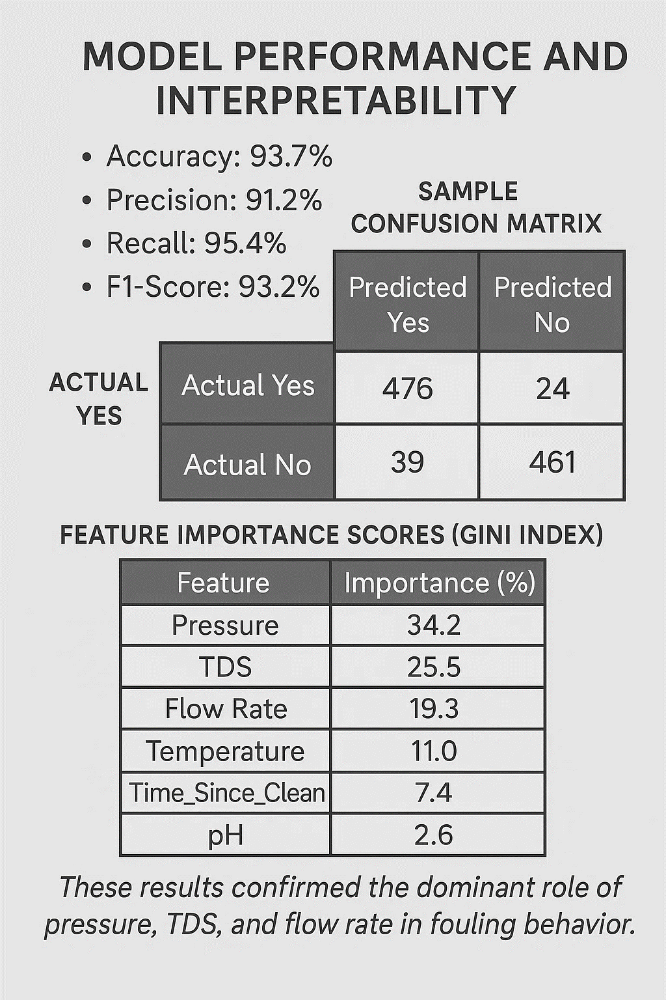 MODEL PERFORMANCE AND
INTERPRETABILITY
• Accuracy: 93.7%
• Precision: 91.2%
• Recall: 95.4%
• F1-Score: 93.2%
SAMPLE
CONFUSION MATRIX
Predicted Yes Predicted No
ACTUAL
YES
Actual Yes 476 24
Actual No 39 461
FEATURE IMPORTANCE SCORES (GINI INDEX)
Feature Importance (%)
Pressure 34.2
TDS 25.5
Flow Rate 19.3
Temperature 11.0
Time_Since_Clean 7.4
pH 2.6
These results confirmed the dominant role of
pressure, TDS, and flow rate in fouling behavior.